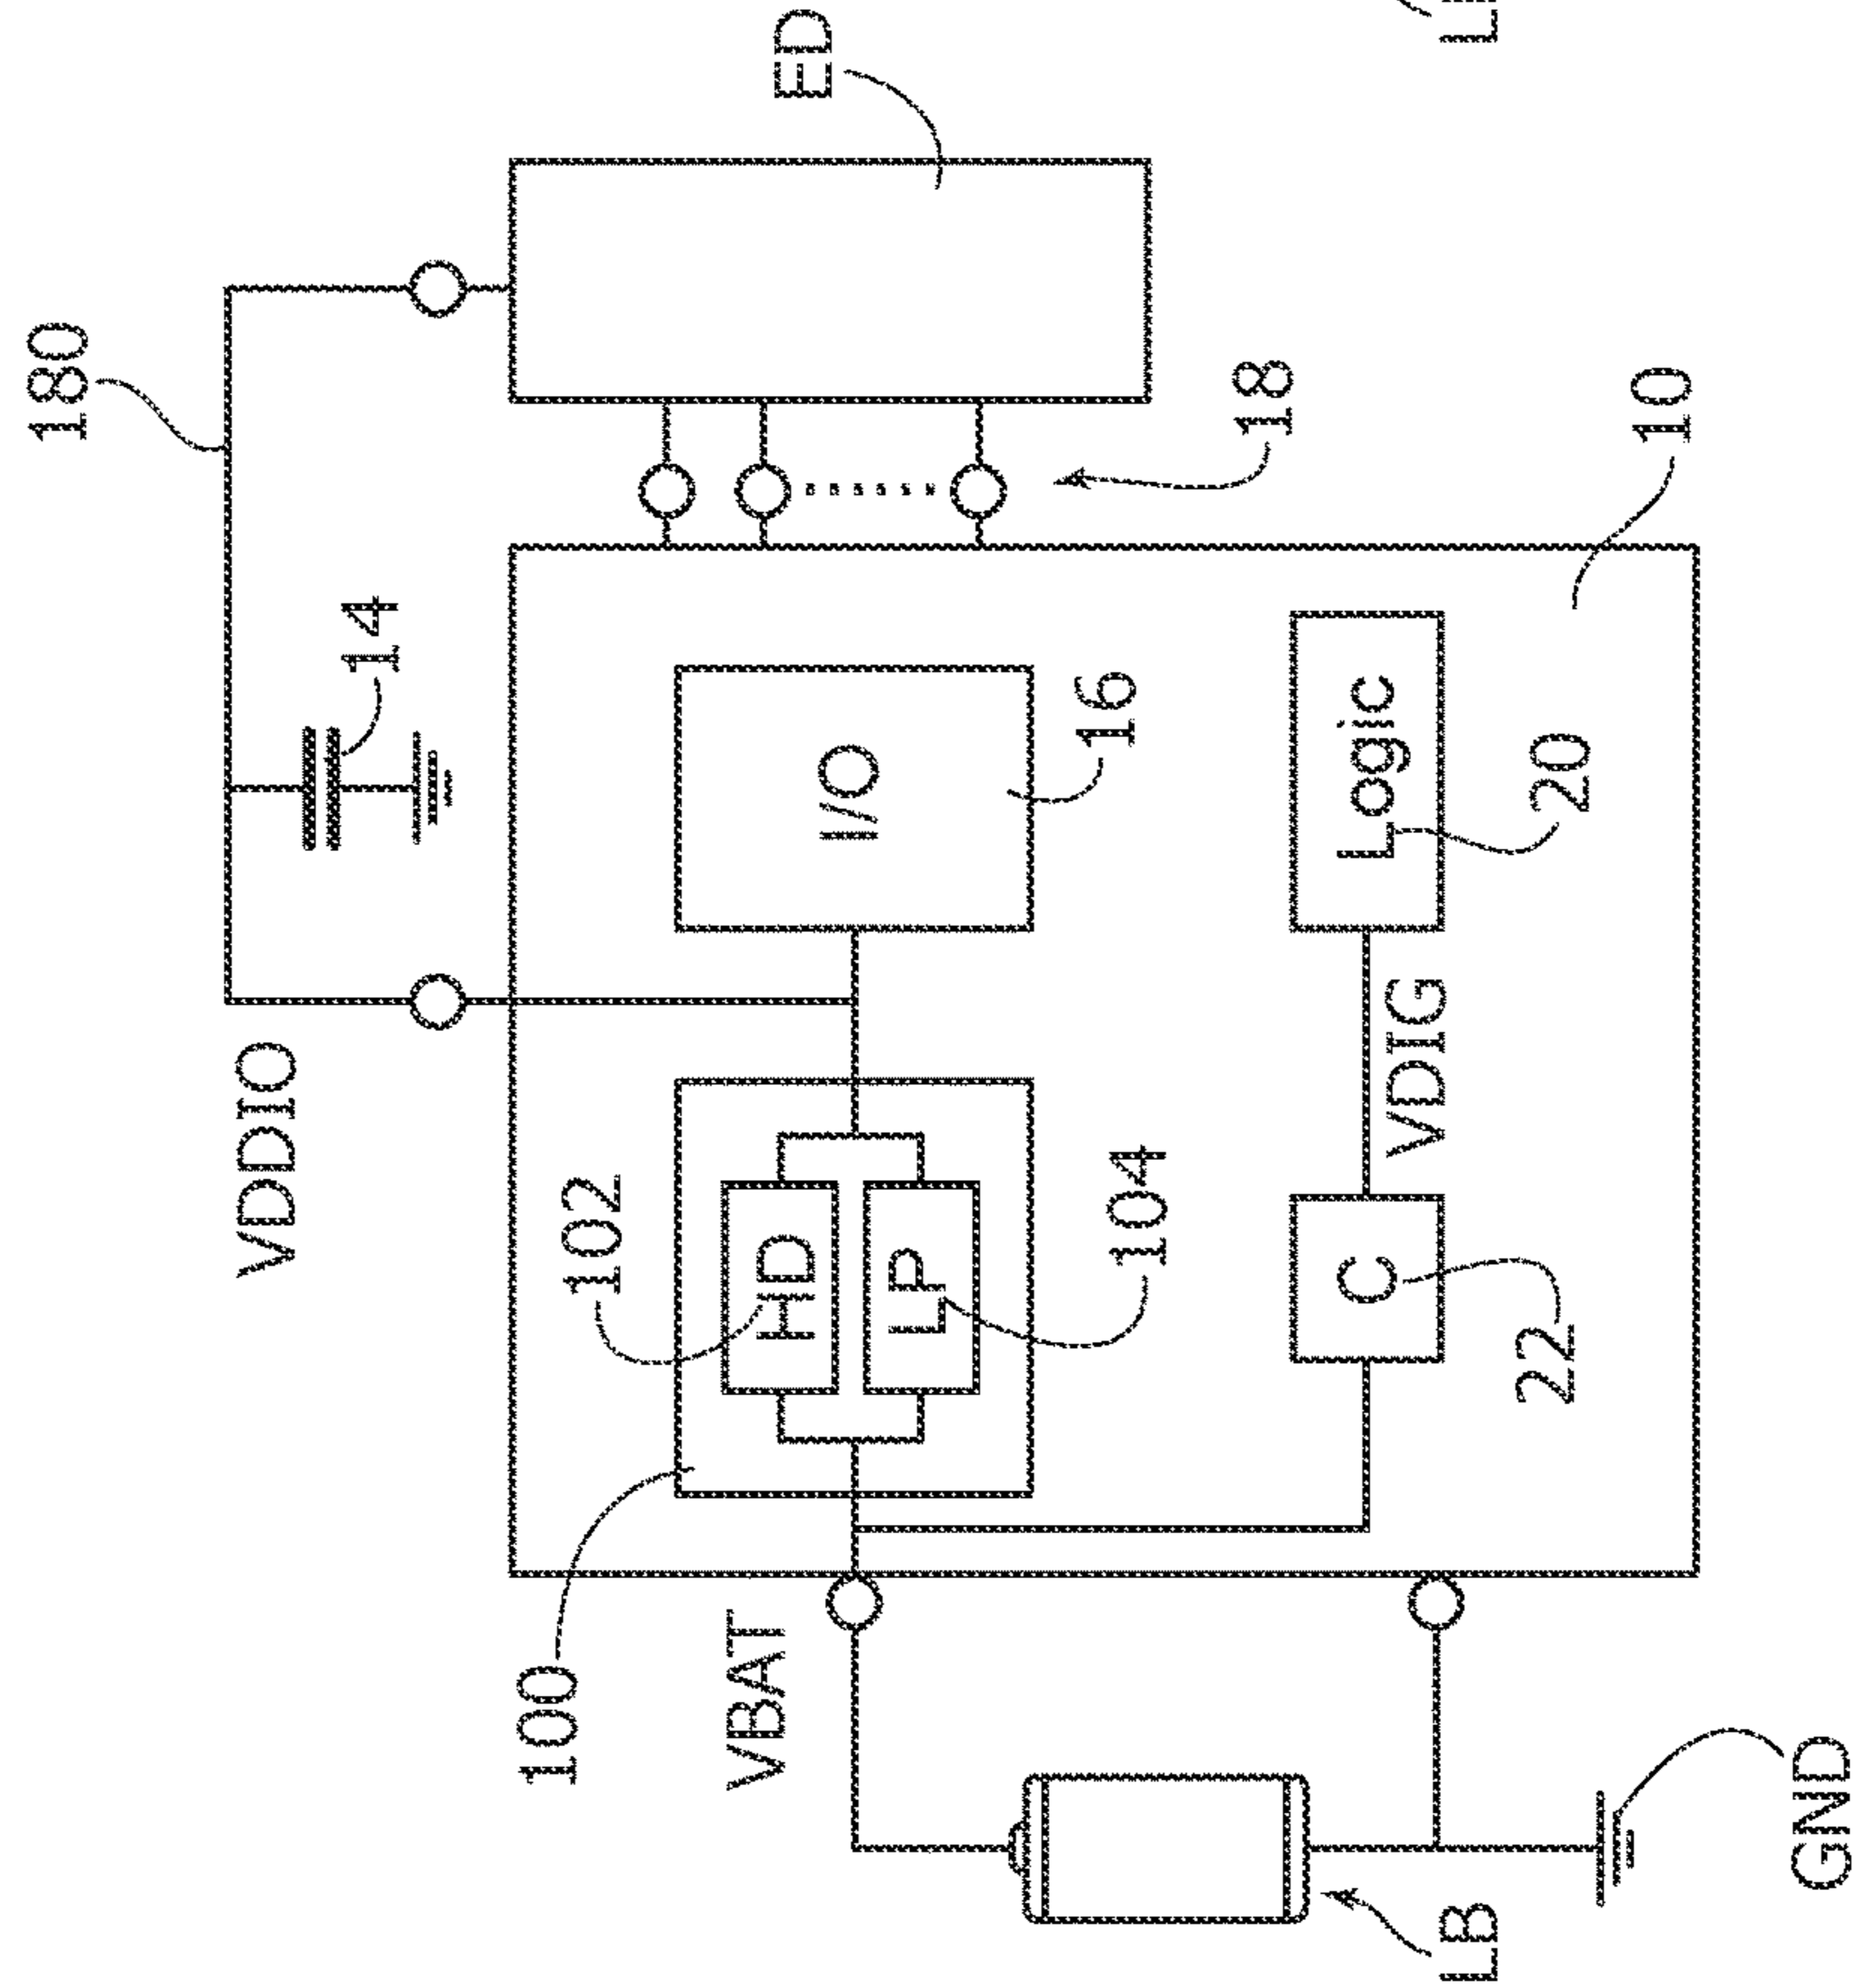 180
VDDIO
14
ED
100
102
HD
LP
104
I/O
16
18
VBAT
C
22
VDIG
Logic
20
10
LB
GND